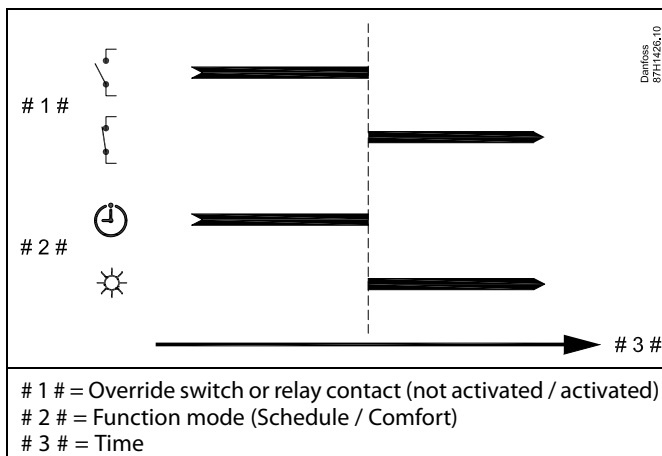 Danfoss
87H1426.10
# 1 #
# 2 #
# 3 #
# 1 # = Override switch or relay contact (not activated / activated)
# 2 # = Function mode (Schedule / Comfort)
# 3 # = Time